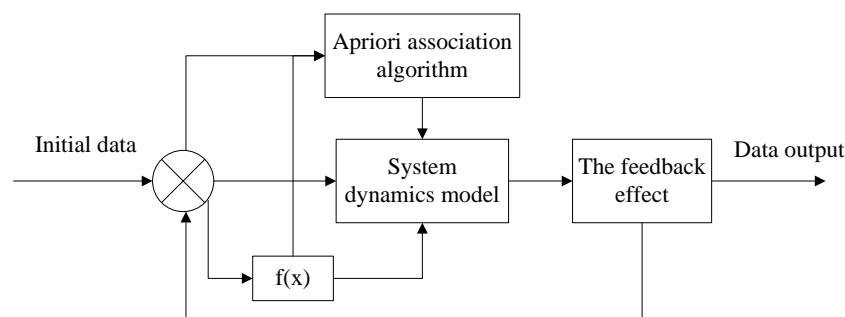 Apriori association
algorithm
Initial data
System
dynamics model
The feedback
effect
Data output
f(x)